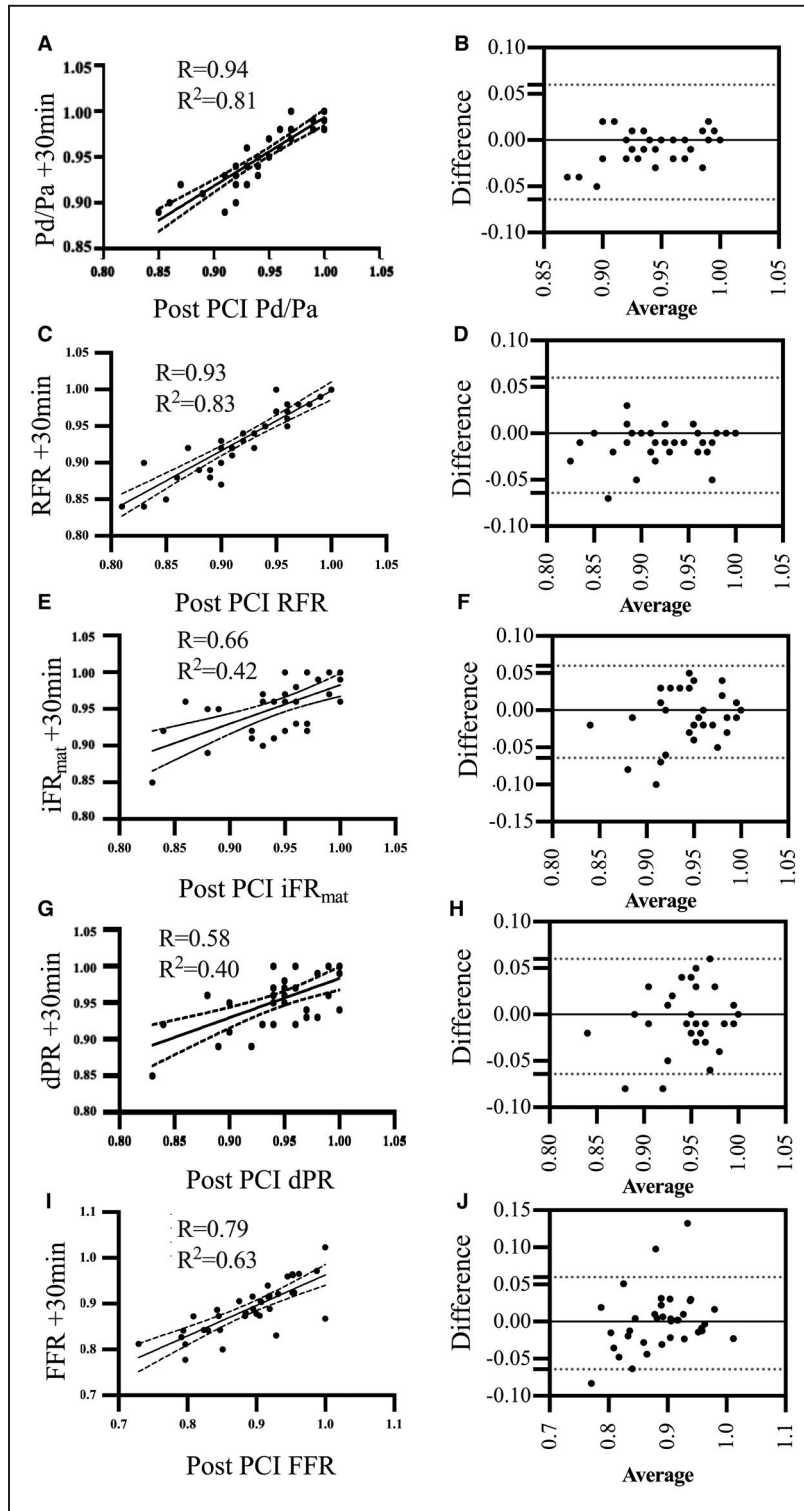 A
R=0.94
R²=0.81
Pd/Pa +30min
1.05
1.00
0.95
0.90
0.85
0.80 0.85 0.90 0.95 1.00 1.05
Post PCI Pd/Pa
B
Difference
0.10
0.05
0.00
-0.05
-0.10
0.85 0.90 0.95 1.00 1.05
Average
C
R=0.93
R²=0.83
RFR +30min
1.05
1.00
0.95
0.90
0.85
0.80
0.80 0.85 0.90 0.95 1.00 1.05
Post PCI RFR
D
Difference
0.10
0.05
0.00
-0.05
-0.10
0.80 0.85 0.90 0.95 1.00 1.05
Average
E
R=0.66
R²=0.42
iFRmat +30min
1.05
1.00
0.95
0.90
0.85
0.80
0.80 0.85 0.90 0.95 1.00 1.05
Post PCI iFRmat
F
Difference
0.10
0.05
0.00
-0.05
-0.10
-0.15
0.80 0.85 0.90 0.95 1.00 1.05
Average
G
R=0.58
R²=0.40
dPR +30min
1.05
1.00
0.95
0.90
0.85
0.80
0.80 0.85 0.90 0.95 1.00 1.05
Post PCI dPR
H
Difference
0.10
0.05
0.00
-0.05
-0.10
0.80 0.85 0.90 0.95 1.00 1.05
Average
I
R=0.79
R²=0.63
FFR +30min
1.1
1.0
0.9
0.8
0.7
0.7 0.8 0.9 1.0 1.1
Post PCI FFR
J
Difference
0.15
0.10
0.05
0.00
-0.05
-0.10
0.7 0.8 0.9 1.0 1.1
Average